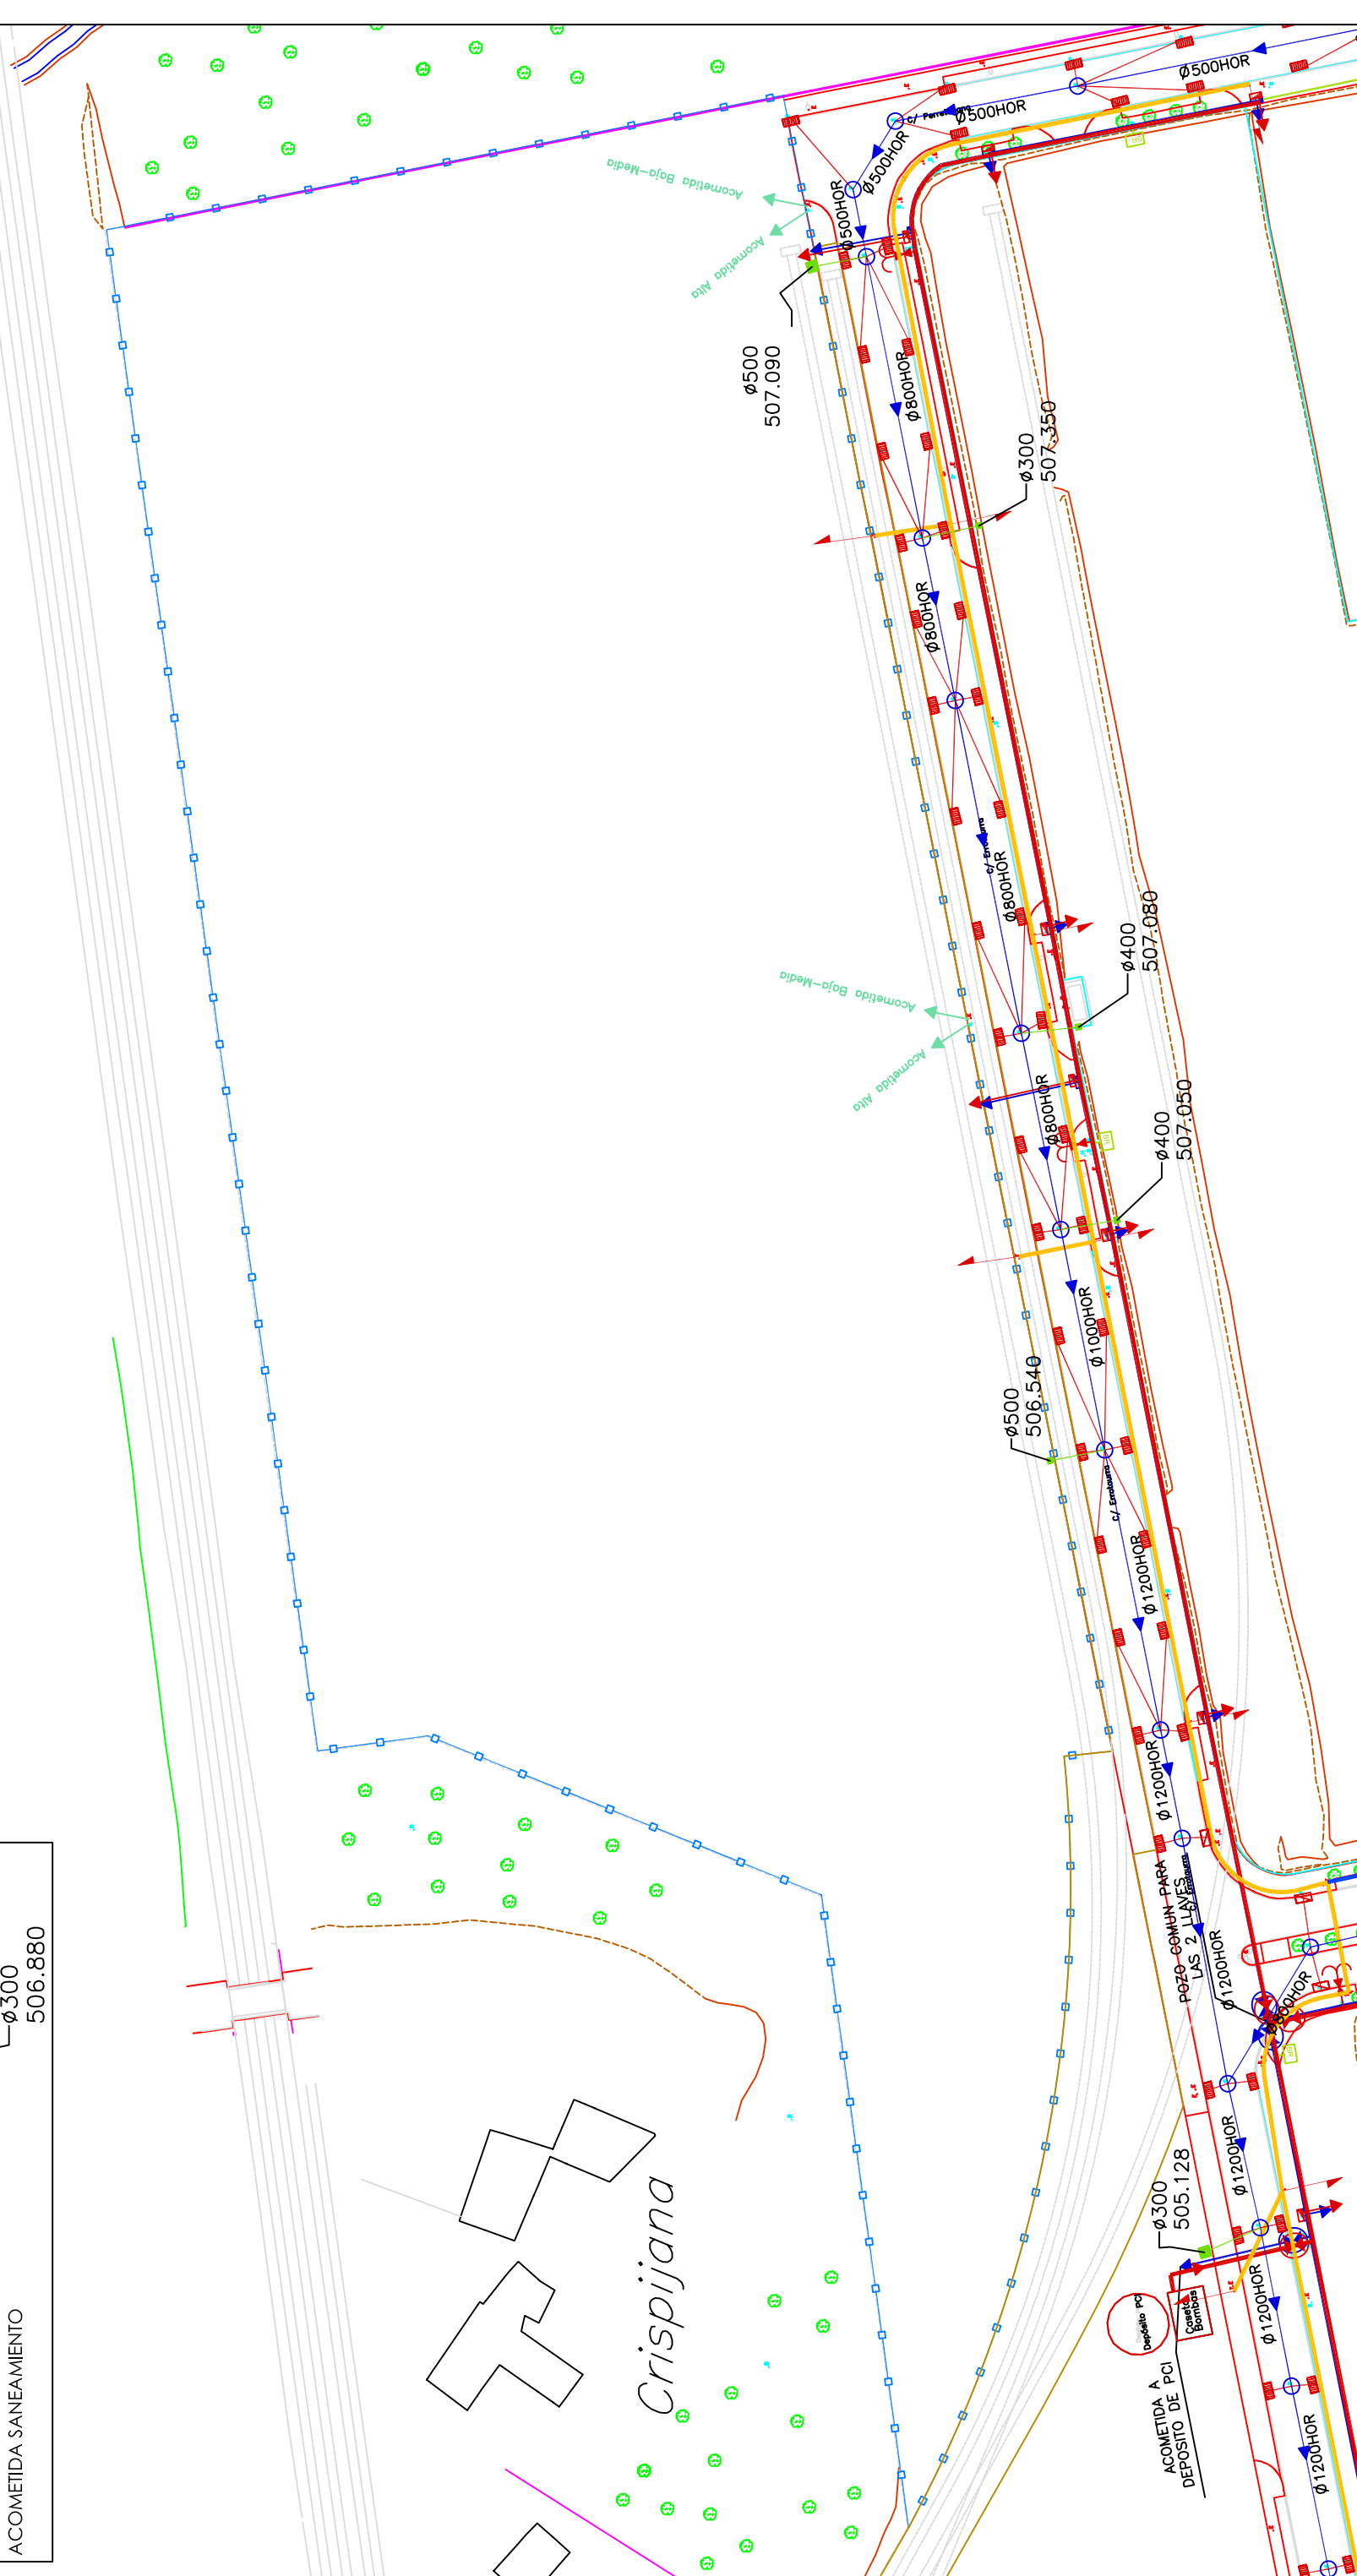 Ø500HOR
Ø500HOR
c/
Ø500HOR
Ø500HOR
Acometida Baja-Media
Acometida Alta
Ø500
507.090
Ø800HOR
Ø300
507.350
Ø800HOR
c/
Ø800HOR
Ø400
507.080
Acometida Baja-Media
Acometida Alta
Ø800HOR
BR
Ø400
507.050
Ø1000HOR
Ø500
506.540
c/
Ø1200HOR
Ø1200HOR
POZO COMUN PARA
LAS 2 LLAVES
Ø1200HOR
Ø800HOR
Ø300
506.880
ACOMETIDA SANEAMIENTO
Ø1200HOR
Ø300
505.128
Crispijana
Depósito PCI
Caseta
Bombas
Ø1200HOR
ACOMETIDA A
DEPOSITO DE PCI
Ø1200HOR